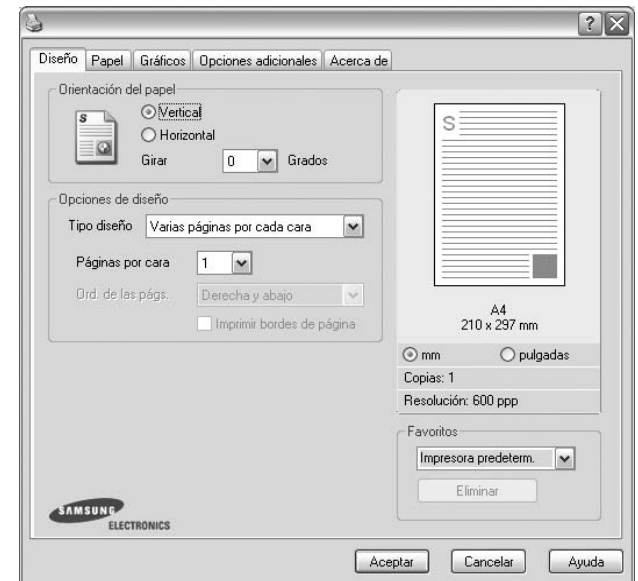 Diseño Papel Gráficos Opciones adicionales Acerca de
Orientación del papel
S
Vertical
Horizontal
Girar 0 Grados
Opciones de diseño
Tipo diseño Varias páginas por cada cara
Páginas por cara 1
Ord. de las págs. Derecha y abajo
Imprimir bordes de página
S
A4
210 x 297 mm
mm pulgadas
Copias: 1
Resolución: 600 ppp
Favoritos
Impresora predeterm.
Eliminar
SAMSUNG
ELECTRONICS
Aceptar Cancelar Ayuda